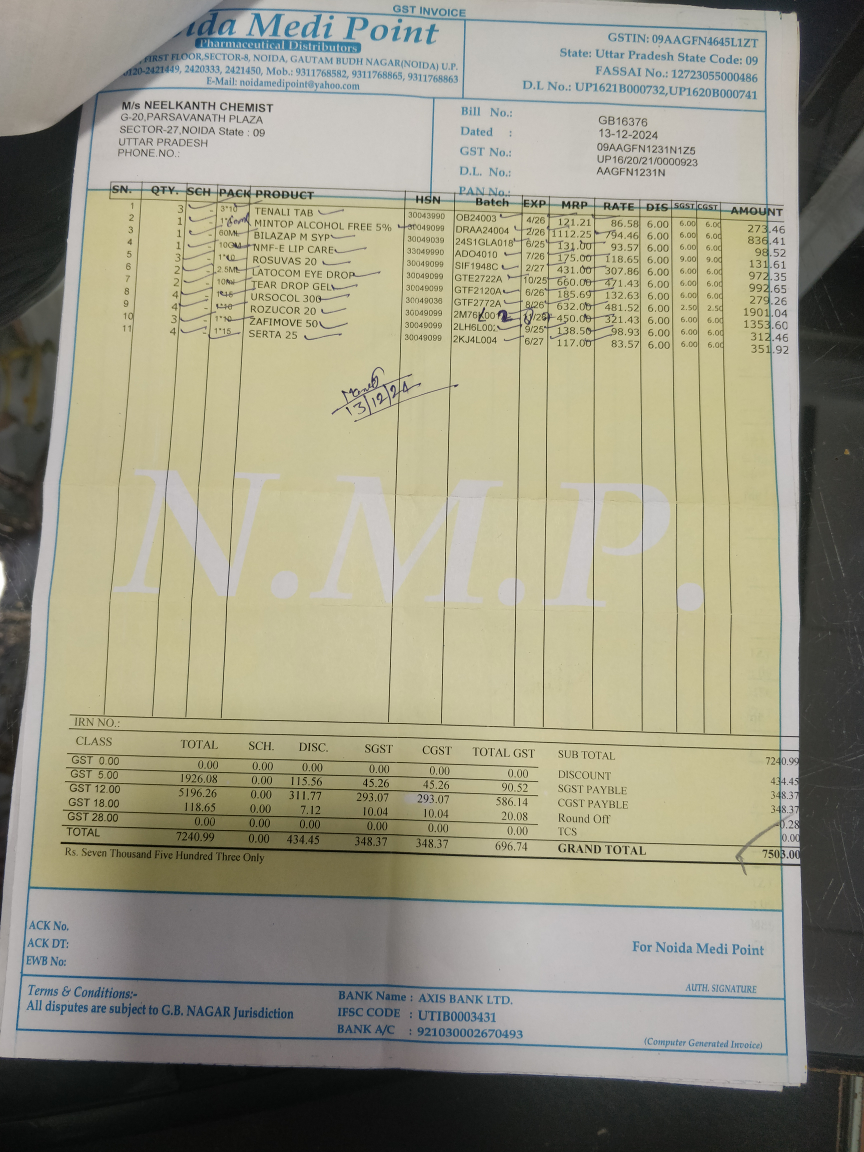 GST INVOICE
Noida Medi Point
Pharmaceutical Distributors
FIRST FLOOR,SECTOR-8, NOIDA, GAUTAM BUDH NAGAR(NOIDA) U.P.
0120-2421449, 2420333, 2421450, Mob.: 9311768582, 9311768865, 9311768863
E-Mail: noidamedipoint@yahoo.com
GSTIN: 09AAGFN4645L1ZT
State: Uttar Pradesh State Code: 09
FASSAI No.: 12723055000486
D.L No.: UP1621B000732,UP1620B000741
M/s NEELKANTH CHEMIST
G-20,PARSAVANATH PLAZA
SECTOR-27,NOIDA State : 09
UTTAR PRADESH
PHONE.NO.:
Bill No.: GB16376
Dated : 13-12-2024
GST No.: 09AAGFN1231N1Z5
D.L. No.: UP16/20/21/0000923
PAN No.: AAGFN1231N
SN. QTY. SCH PACK PRODUCT HSN Batch EXP MRP RATE DIS SGST CGST AMOUNT
1 3 - 3*10 TENALI TAB 30043990 OB24003 4/26 121.21 86.58 6.00 6.00 6.00 273.46
2 1 - MINTOP ALCOHOL FREE 5% 30049099 DRAA24004 2/26 1112.25 794.46 6.00 6.00 6.00 836.41
3 1 - 60ML BILAZAP M SYP 30049039 24S1GLA018 6/25 131.00 93.57 6.00 6.00 6.00 98.52
4 1 - NMF-E LIP CARE 33049990 ADO4010 7/26 175.00 118.65 6.00 9.00 9.00 131.61
5 3 - 1*10 ROSUVAS 20 30049099 SIF1948C 2/27 431.00 307.86 6.00 6.00 6.00 972.35
6 2 - 2.5ML LATOCOM EYE DROP 30049099 GTE2722A 10/25 660.00 471.43 6.00 6.00 6.00 992.65
7 2 - 10ML TEAR DROP GEL 30049099 GTF2120A 6/26 185.69 132.63 6.00 6.00 6.00 279.26
8 4 - 1*15 URSOCOL 300 30049036 GTF2772A 8/26 632.00 481.52 6.00 2.50 2.50 1901.04
9 4 - 1*10 ROZUCOR 20 30049099 2M76L002 11/25 450.00 321.43 6.00 6.00 6.00 1353.60
10 3 - 1*10 ZAFIMOVE 50 30049099 9/25 138.50 98.93 6.00 6.00 6.00 312.46
11 4 - 1*15 SERTA 25 30049099 2KJ4L004 6/27 117.00 83.57 6.00 6.00 6.00 351.92
13/12/24
N.M.P.
IRN NO.:
CLASS TOTAL SCH. DISC. SGST CGST TOTAL GST
GST 0.00 0.00 0.00 0.00 0.00 0.00 0.00
GST 5.00 1926.08 0.00 115.56 45.26 45.26 90.52
GST 12.00 5196.26 0.00 311.77 293.07 293.07 586.14
GST 18.00 118.65 0.00 7.12 10.04 10.04 20.08
GST 28.00 0.00 0.00 0.00 0.00 0.00 0.00
TOTAL 7240.99 0.00 434.45 348.37 348.37 696.74
SUB TOTAL 7240.99
DISCOUNT 434.45
SGST PAYBLE 348.37
CGST PAYBLE 348.37
Round Off -0.28
TCS 0.00
GRAND TOTAL 7503.00
Rs. Seven Thousand Five Hundred Three Only
ACK No.
ACK DT:
EWB No:
For Noida Medi Point
AUTH. SIGNATURE
Terms & Conditions:-
All disputes are subject to G.B. NAGAR Jurisdiction
BANK Name : AXIS BANK LTD.
IFSC CODE : UTIB0003431
BANK A/C : 921030002670493
(Computer Generated Invoice)